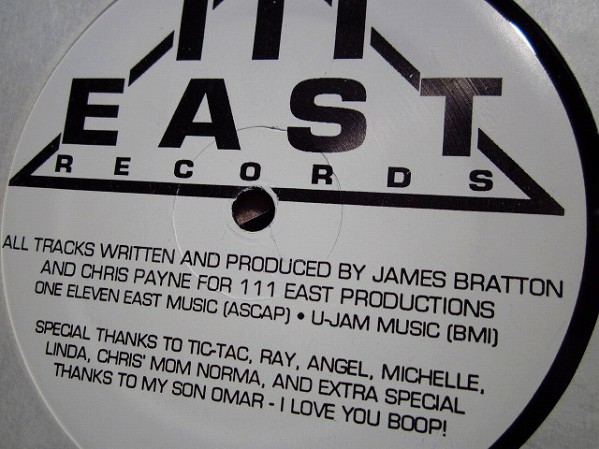 111
EAST
RECORDS
ALL TRACKS WRITTEN AND PRODUCED BY JAMES BRATTON
AND CHRIS PAYNE FOR 111 EAST PRODUCTIONS
ONE ELEVEN EAST MUSIC (ASCAP) • U-JAM MUSIC (BMI)
SPECIAL THANKS TO TIC-TAC, RAY, ANGEL, MICHELLE,
LINDA, CHRIS' MOM NORMA, AND EXTRA SPECIAL
THANKS TO MY SON OMAR - I LOVE YOU BOOP!